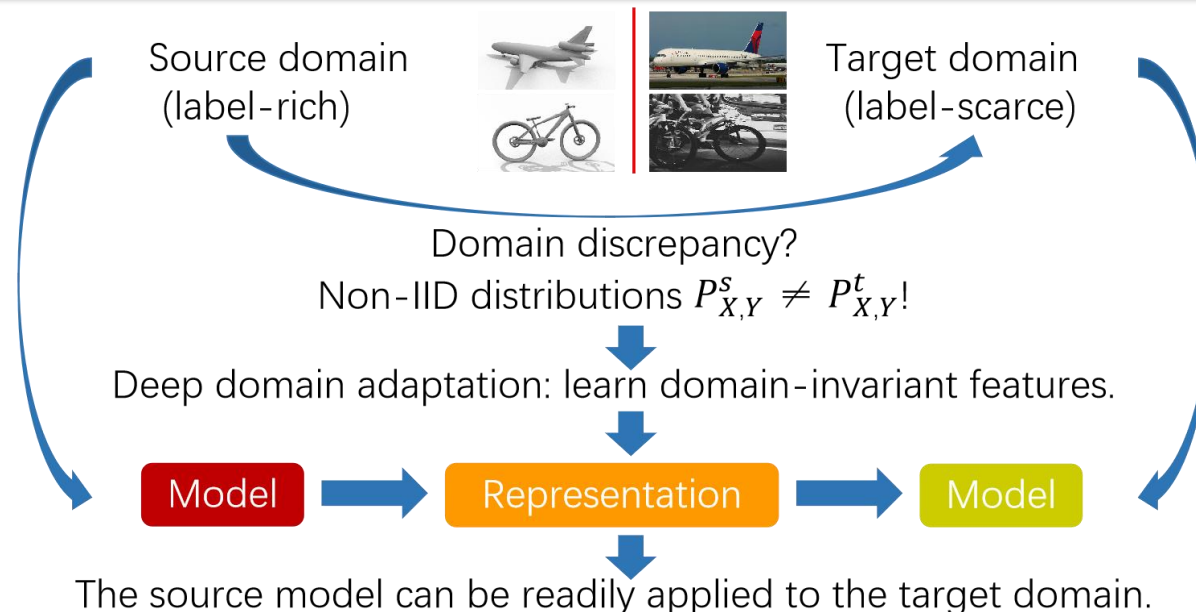 Source domain
(label-rich)
Target domain
(label-scarce)
Domain discrepancy?
Non-IID distributions $P^s_{X,Y} \neq P^t_{X,Y}$!
Deep domain adaptation: learn domain-invariant features.
Model
Representation
Model
The source model can be readily applied to the target domain.